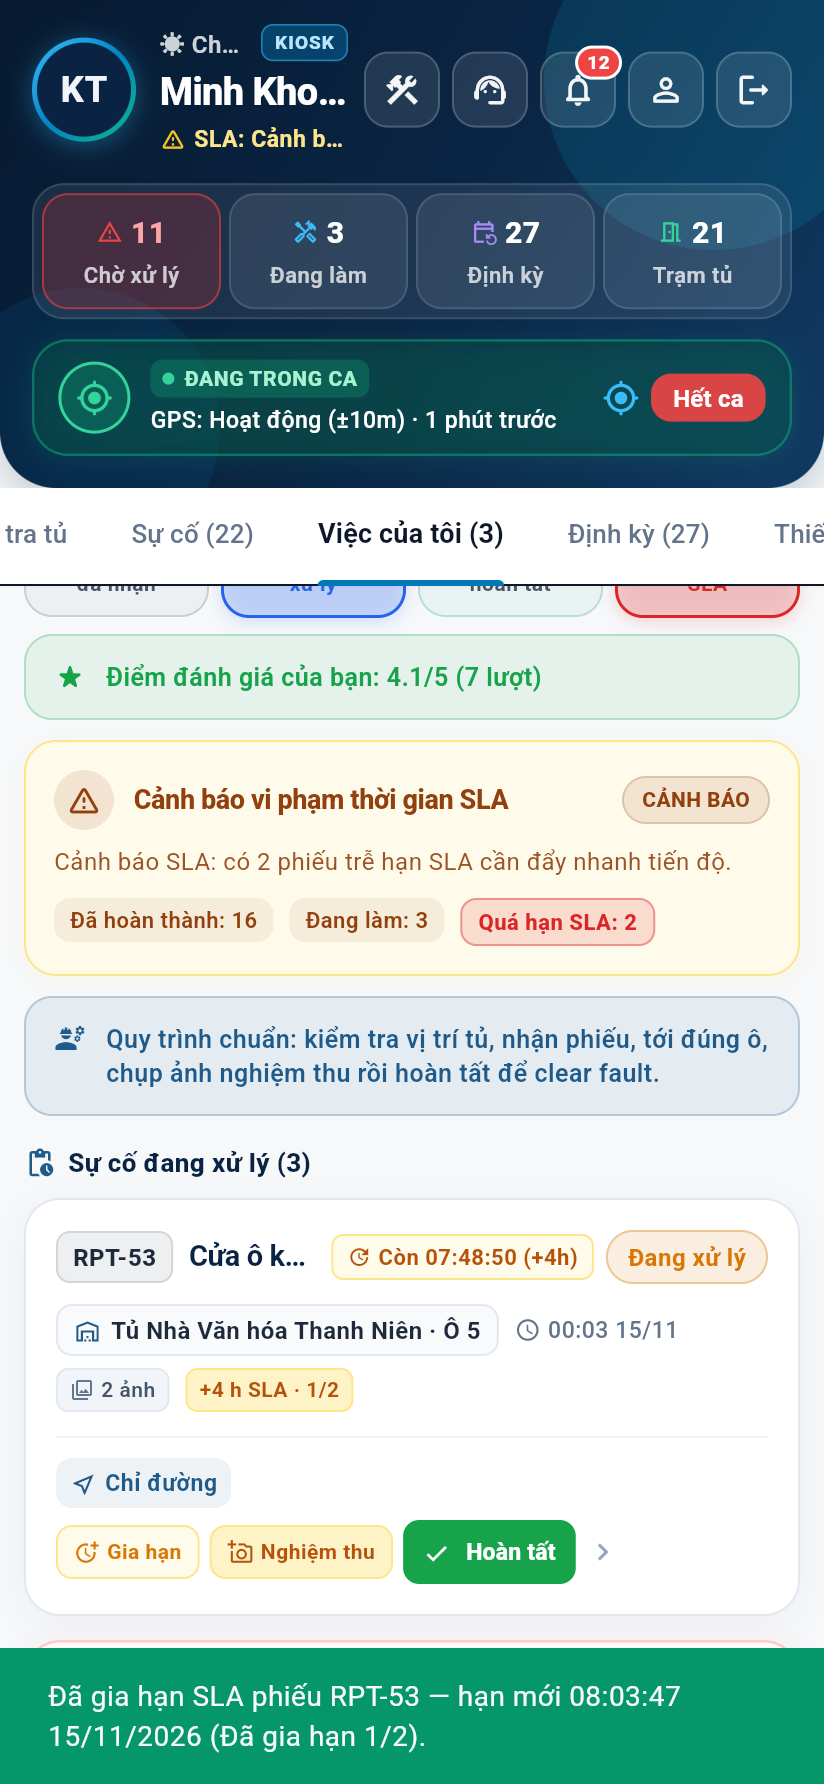 KT
Ch...
KIOSK
Minh Kho...
SLA: Cảnh b...
12
11
Chờ xử lý
3
Đang làm
27
Định kỳ
21
Trạm tủ
ĐANG TRONG CA
GPS: Hoạt động (±10m) · 1 phút trước
Hết ca
tra tủ
Sự cố (22)
Việc của tôi (3)
Định kỳ (27)
Thiế
đã nhận
xử lý
hoàn tất
SLA
Điểm đánh giá của bạn: 4.1/5 (7 lượt)
Cảnh báo vi phạm thời gian SLA
CẢNH BÁO
Cảnh báo SLA: có 2 phiếu trễ hạn SLA cần đẩy nhanh tiến độ.
Đã hoàn thành: 16
Đang làm: 3
Quá hạn SLA: 2
Quy trình chuẩn: kiểm tra vị trí tủ, nhận phiếu, tới đúng ô,
chụp ảnh nghiệm thu rồi hoàn tất để clear fault.
Sự cố đang xử lý (3)
RPT-53
Cửa ô k...
Còn 07:48:50 (+4h)
Đang xử lý
Tủ Nhà Văn hóa Thanh Niên · Ô 5
00:03 15/11
2 ảnh
+4 h SLA · 1/2
Chỉ đường
Gia hạn
Nghiệm thu
Hoàn tất
Đã gia hạn SLA phiếu RPT-53 — hạn mới 08:03:47
15/11/2026 (Đã gia hạn 1/2).